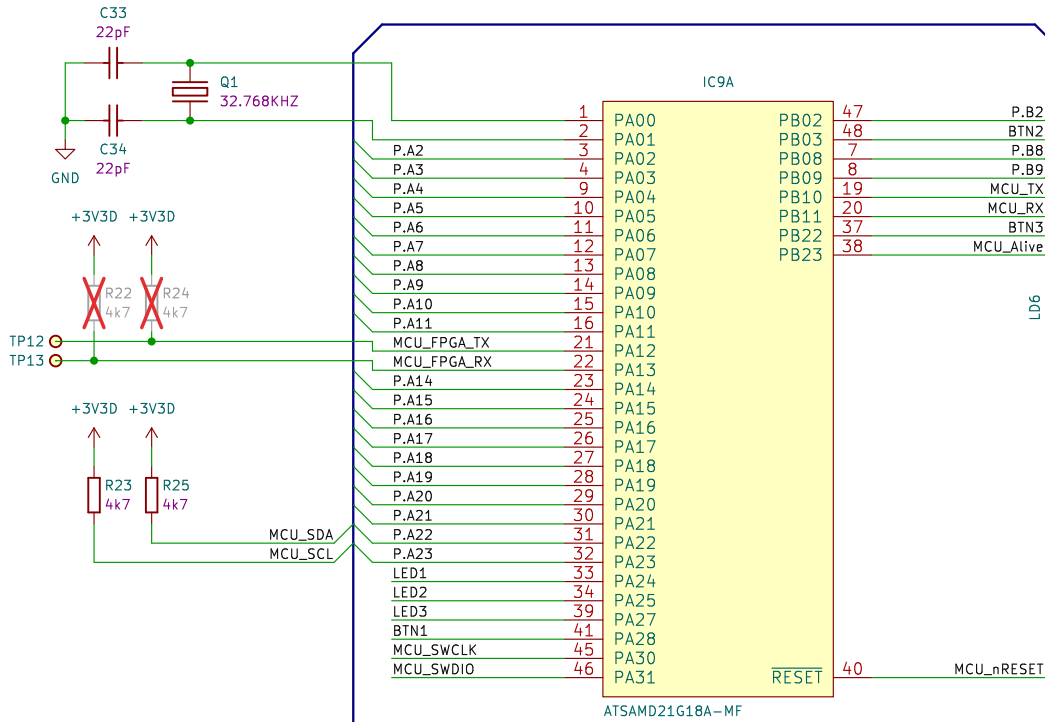 C33
22pF
Q1
32.768KHZ
C34
22pF
GND
+3V3D +3V3D
R22 R24
4k7 4k7
TP12
TP13
+3V3D +3V3D
R23 R25
4k7 4k7
MCU_SDA
MCU_SCL
IC9A
1 PA00 PB02 47 P.B2
2 PA01 PB03 48 BTN2
P.A2 3 PA02 PB08 7 P.B8
P.A3 4 PA03 PB09 8 P.B9
P.A4 9 PA04 PB10 19 MCU_TX
P.A5 10 PA05 PB11 20 MCU_RX
P.A6 11 PA06 PB22 37 BTN3
P.A7 12 PA07 PB23 38 MCU_Alive
P.A8 13 PA08
P.A9 14 PA09
P.A10 15 PA10
P.A11 16 PA11
MCU_FPGA_TX 21 PA12
MCU_FPGA_RX 22 PA13
P.A14 23 PA14
P.A15 24 PA15
P.A16 25 PA16
P.A17 26 PA17
P.A18 27 PA18
P.A19 28 PA19
P.A20 29 PA20
P.A21 30 PA21
P.A22 31 PA22
P.A23 32 PA23
LED1 33 PA24
LED2 34 PA25
LED3 39 PA27
BTN1 41 PA28
MCU_SWCLK 45 PA30
MCU_SWDIO 46 PA31 RESET 40 MCU_nRESET
ATSAMD21G18A-MF
LD6